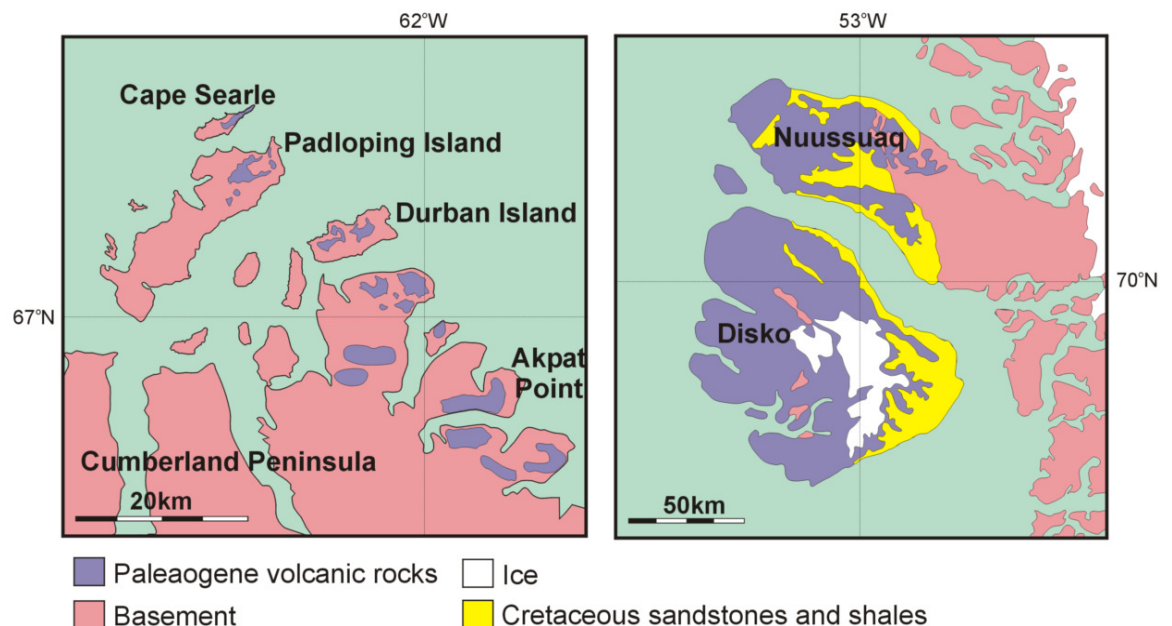 62°W
53°W
Cape Searle
Padloping Island
Durban Island
67°N
Akpat
Point
Cumberland Peninsula
20km
Nuussuaq
70°N
Disko
50km
Paleaogene volcanic rocks
Ice
Basement
Cretaceous sandstones and shales